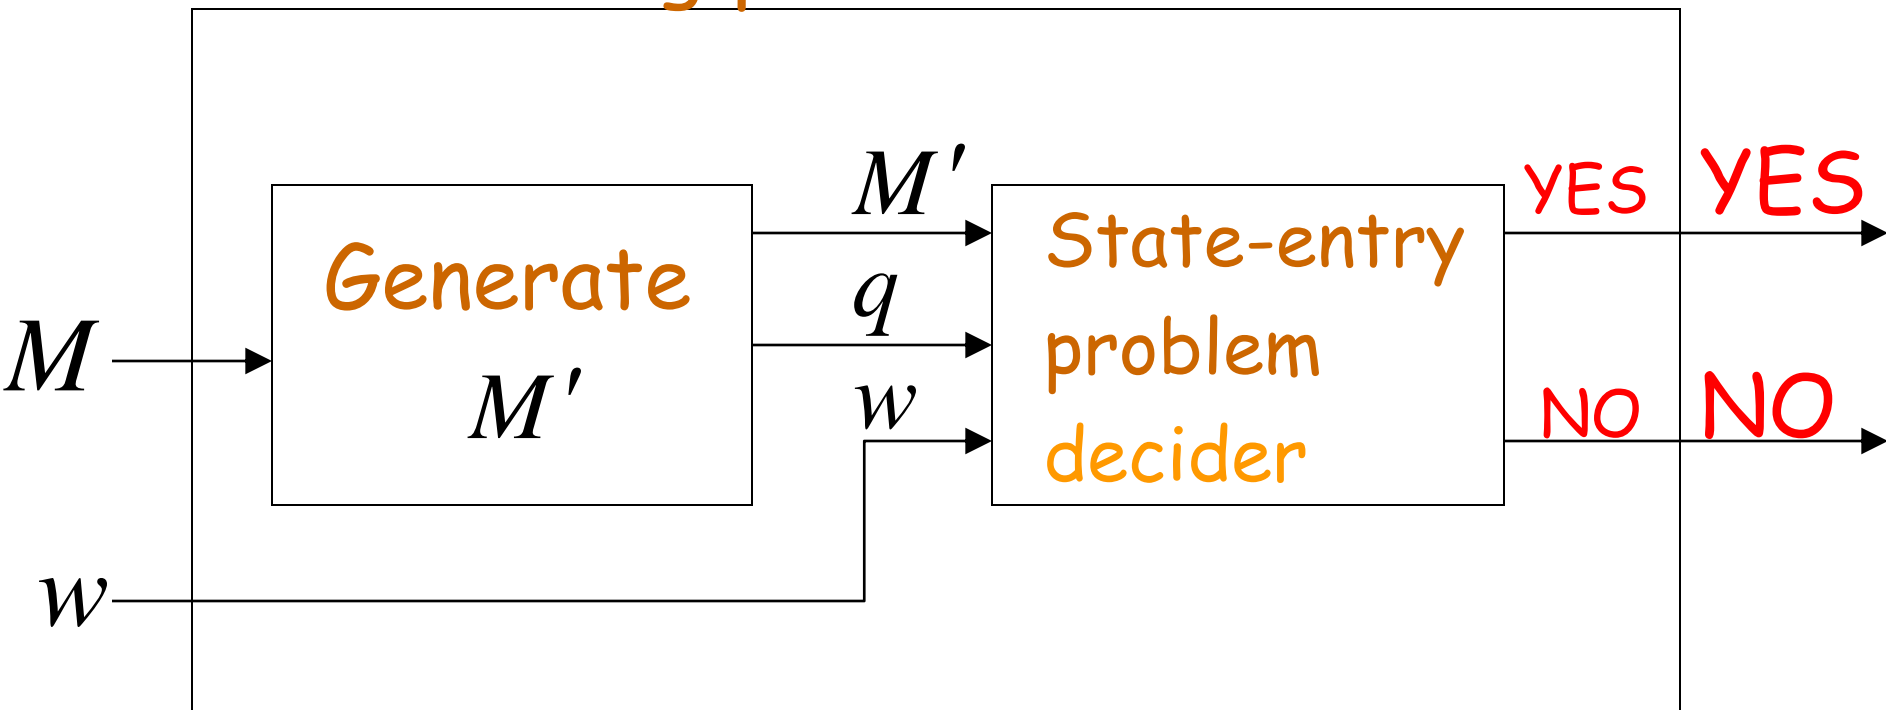 M
w
Generate
M′
M′
q
w
State-entry
problem
decider
YES
NO
YES
NO